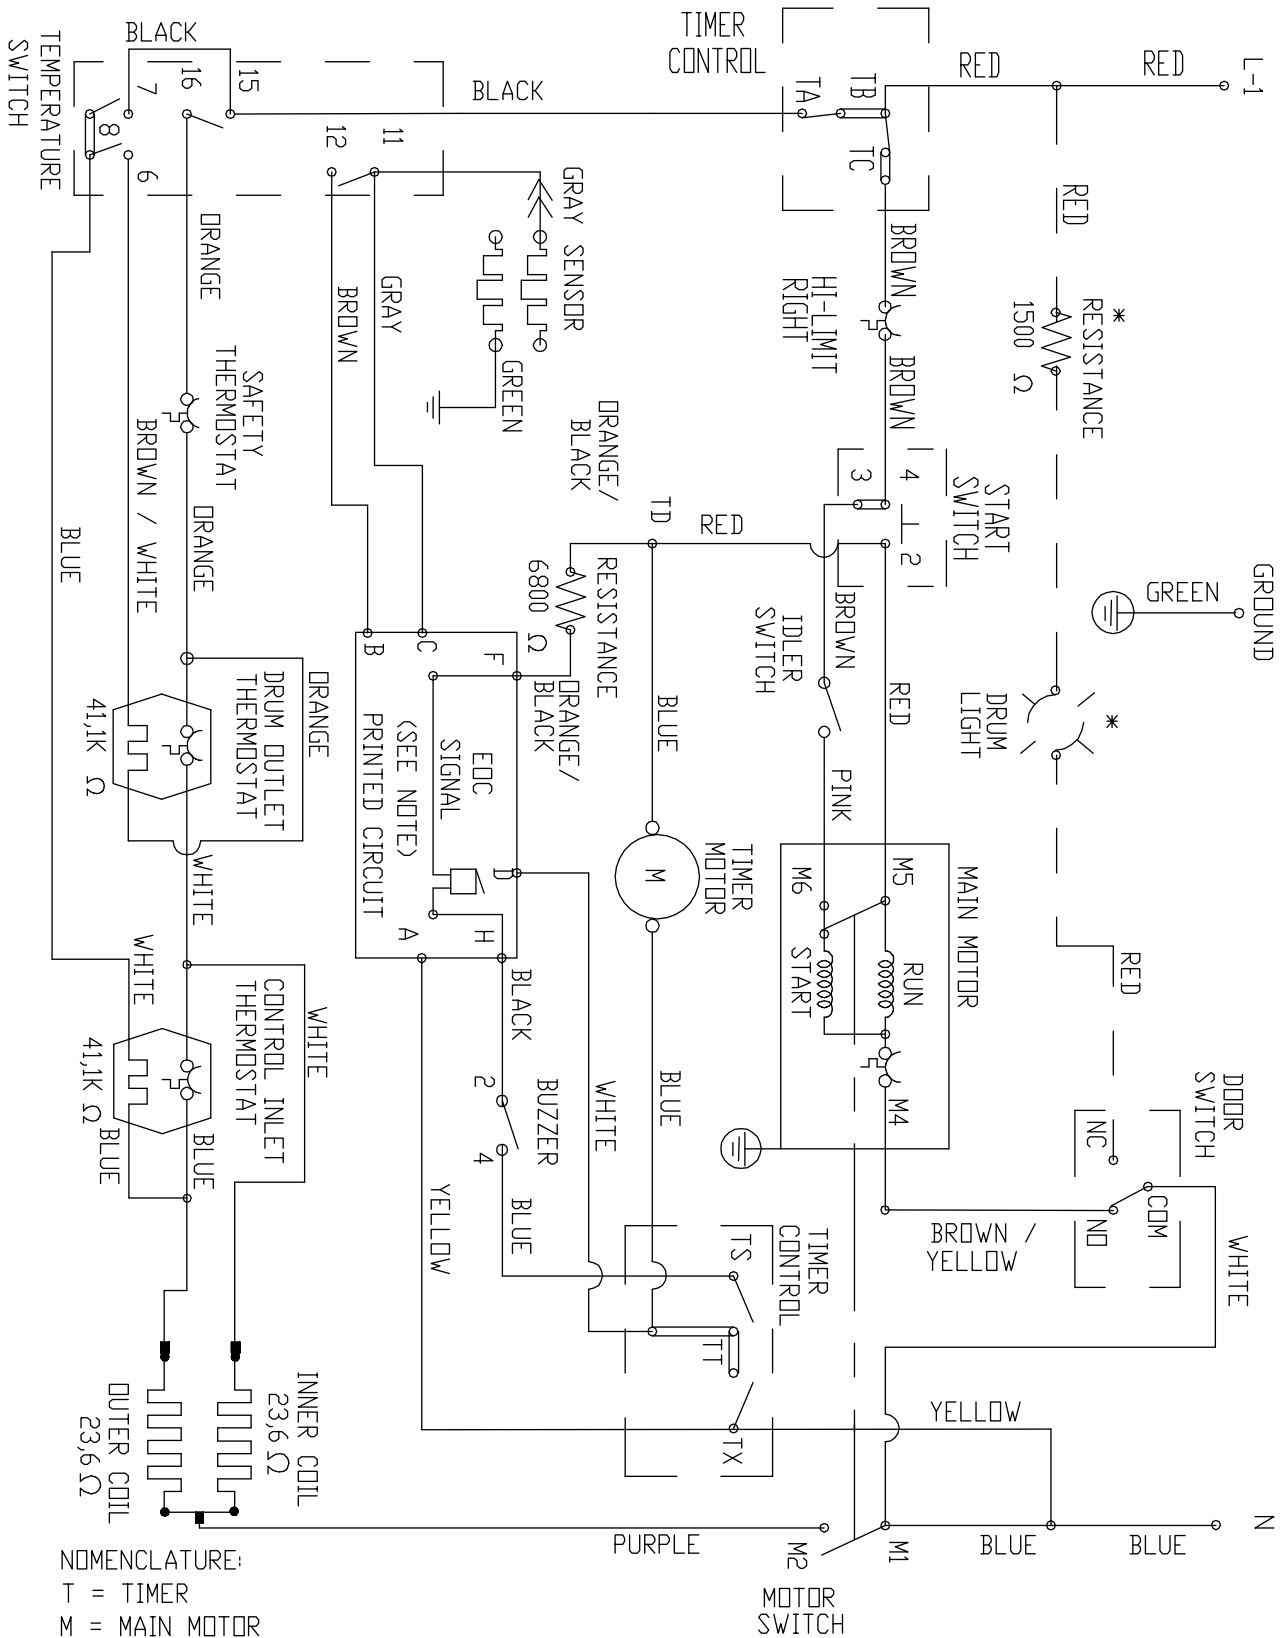 BLACK
TEMPERATURE
SWITCH
7
16
15
8
6
12
11
BLACK
TIMER
CONTROL
TA
TB
TC
RED
RED
L-1
ORANGE
GRAY
SENSOR
BROWN
RED
GRAY
BROWN
HI-LIMIT
RIGHT
RESISTANCE
*
1500 Ω
BROWN
GREEN
SAFETY
THERMOSTAT
BROWN / WHITE
ORANGE/
BLACK
3
4
2
START
SWITCH
TD
RED
ORANGE
BLUE
RESISTANCE
6800 Ω
IDLER
SWITCH
BROWN
GREEN
GROUND
B
C
F
ORANGE/
BLACK
BLUE
RED
DRUM
LIGHT
*
ORANGE
DRUM OUTLET
THERMOSTAT
41,1K Ω
PRINTED CIRCUIT
(SEE NOTE)
EOC
SIGNAL
PINK
TIMER
MOTOR
M
D
A
H
M6
M5
MAIN MOTOR
START
RUN
M4
WHITE
WHITE
WHITE
CONTROL INLET
THERMOSTAT
41,1K Ω
BLUE
BLUE
BLACK
2
4
BUZZER
WHITE
BLUE
RED
DOOR
SWITCH
NC
COM
NO
YELLOW
BLUE
TS
TT
TX
TIMER
CONTROL
BROWN /
YELLOW
WHITE
INNER COIL
23,6 Ω
OUTER COIL
23,6 Ω
YELLOW
PURPLE
M2
M1
BLUE
BLUE
N
MOTOR
SWITCH
NOMENCLATURE:
T = TIMER
M = MAIN MOTOR